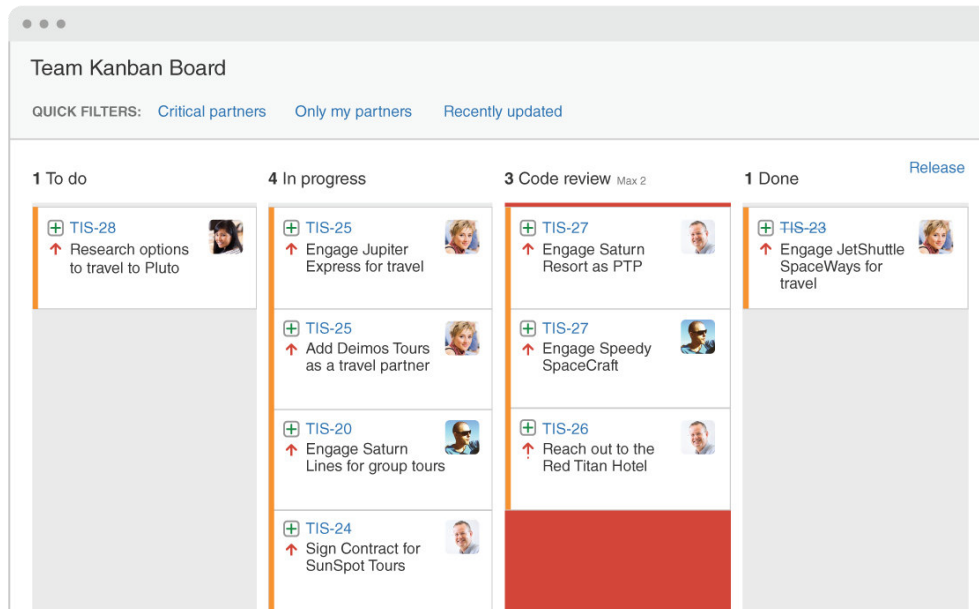 Team Kanban Board
QUICK FILTERS: Critical partners Only my partners Recently updated
Release
1 To do
TIS-28
Research options
to travel to Pluto
4 In progress
TIS-25
Engage Jupiter
Express for travel
TIS-25
Add Deimos Tours
as a travel partner
TIS-20
Engage Saturn
Lines for group tours
TIS-24
Sign Contract for
SunSpot Tours
3 Code review Max 2
TIS-27
Engage Saturn
Resort as PTP
TIS-27
Engage Speedy
SpaceCraft
TIS-26
Reach out to the
Red Titan Hotel
1 Done
TIS-23
Engage JetShuttle
SpaceWays for
travel